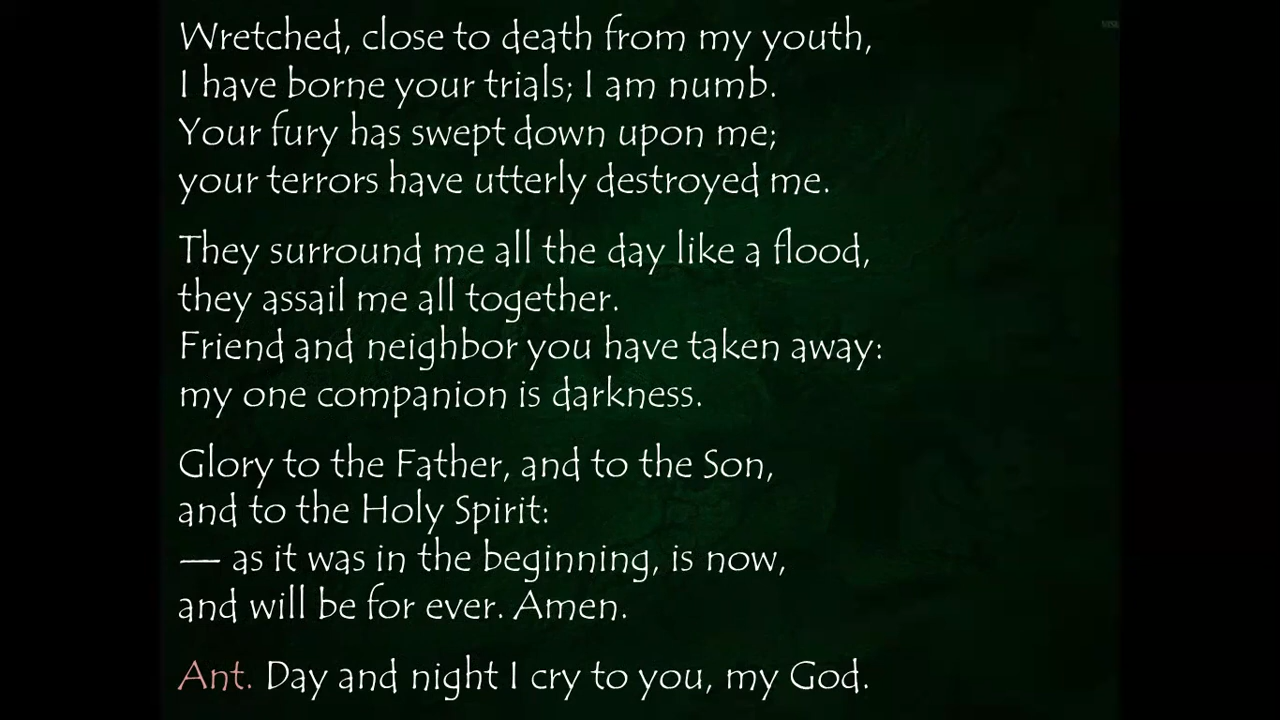 Wretched, close to death from my youth,
I have borne your trials; I am numb.
Your fury has swept down upon me;
your terrors have utterly destroyed me.
They surround me all the day like a flood,
they assail me all together.
Friend and neighbor you have taken away:
my one companion is darkness.
Glory to the Father, and to the Son,
and to the Holy Spirit:
— as it was in the beginning, is now,
and will be for ever. Amen.
Ant. Day and night I cry to you, my God.